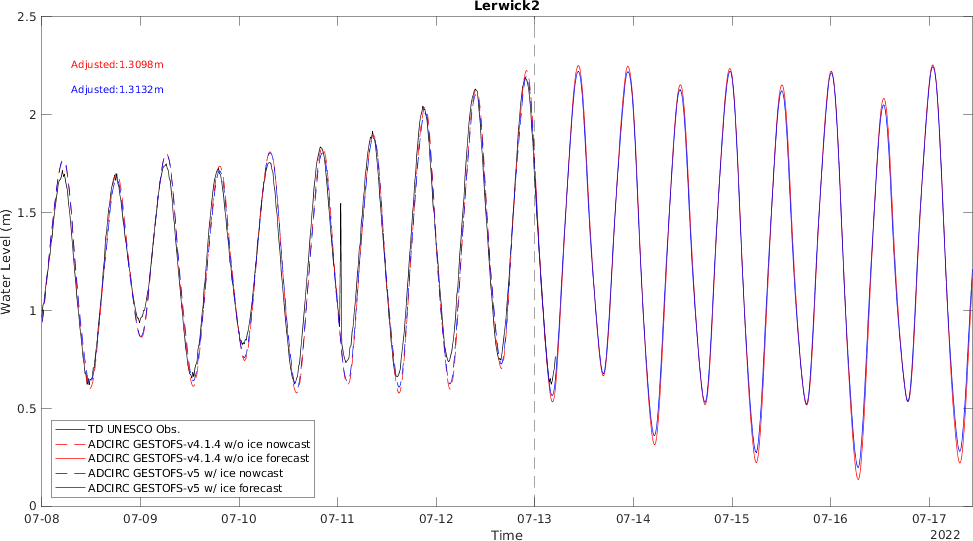 Lerwick2
Adjusted:1.3098m
Adjusted:1.3132m
Water Level (m)
2.5
2
1.5
1
0.5
0
TD UNESCO Obs.
ADCIRC GESTOFS-v4.1.4 w/o ice nowcast
ADCIRC GESTOFS-v4.1.4 w/o ice forecast
ADCIRC GESTOFS-v5 w/ ice nowcast
ADCIRC GESTOFS-v5 w/ ice forecast
07-08 07-09 07-10 07-11 07-12 07-13 07-14 07-15 07-16 07-17
Time
2022